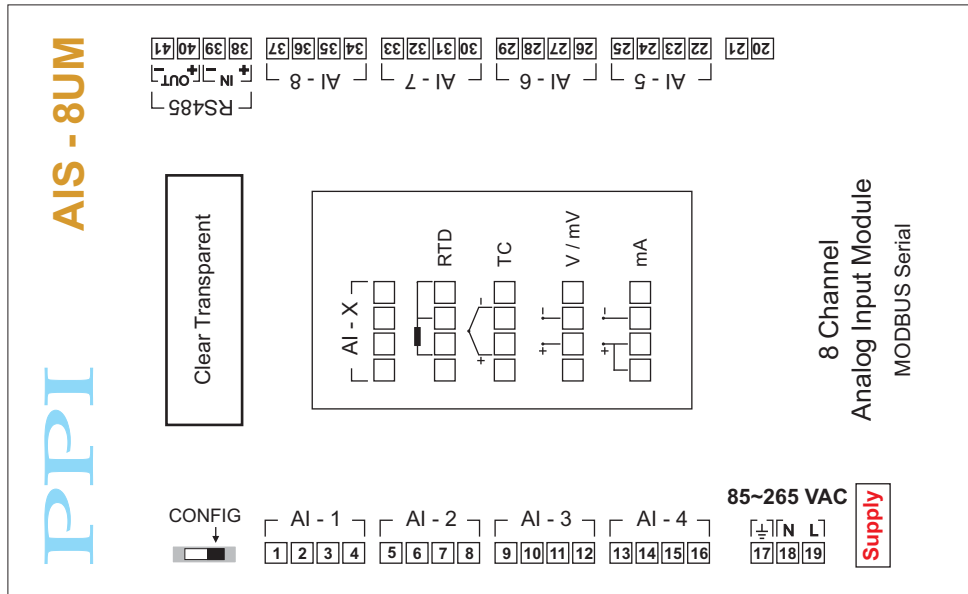 AIS - 8UM
PPI
41 40 39 38 37 36 35 34 33 32 31 30 29 28 27 26 25 24 23 22 21 20
- + - +
OUT IN
RS485
AI - 8
AI - 7
AI - 6
AI - 5
Clear Transparent
AI - X
RTD
TC
+ -
V / mV
+ -
mA
+ -
8 Channel
Analog Input Module
MODBUS Serial
CONFIG
AI - 1
AI - 2
AI - 3
AI - 4
85~265 VAC
N L
1 2 3 4 5 6 7 8 9 10 11 12 13 14 15 16 17 18 19
Supply